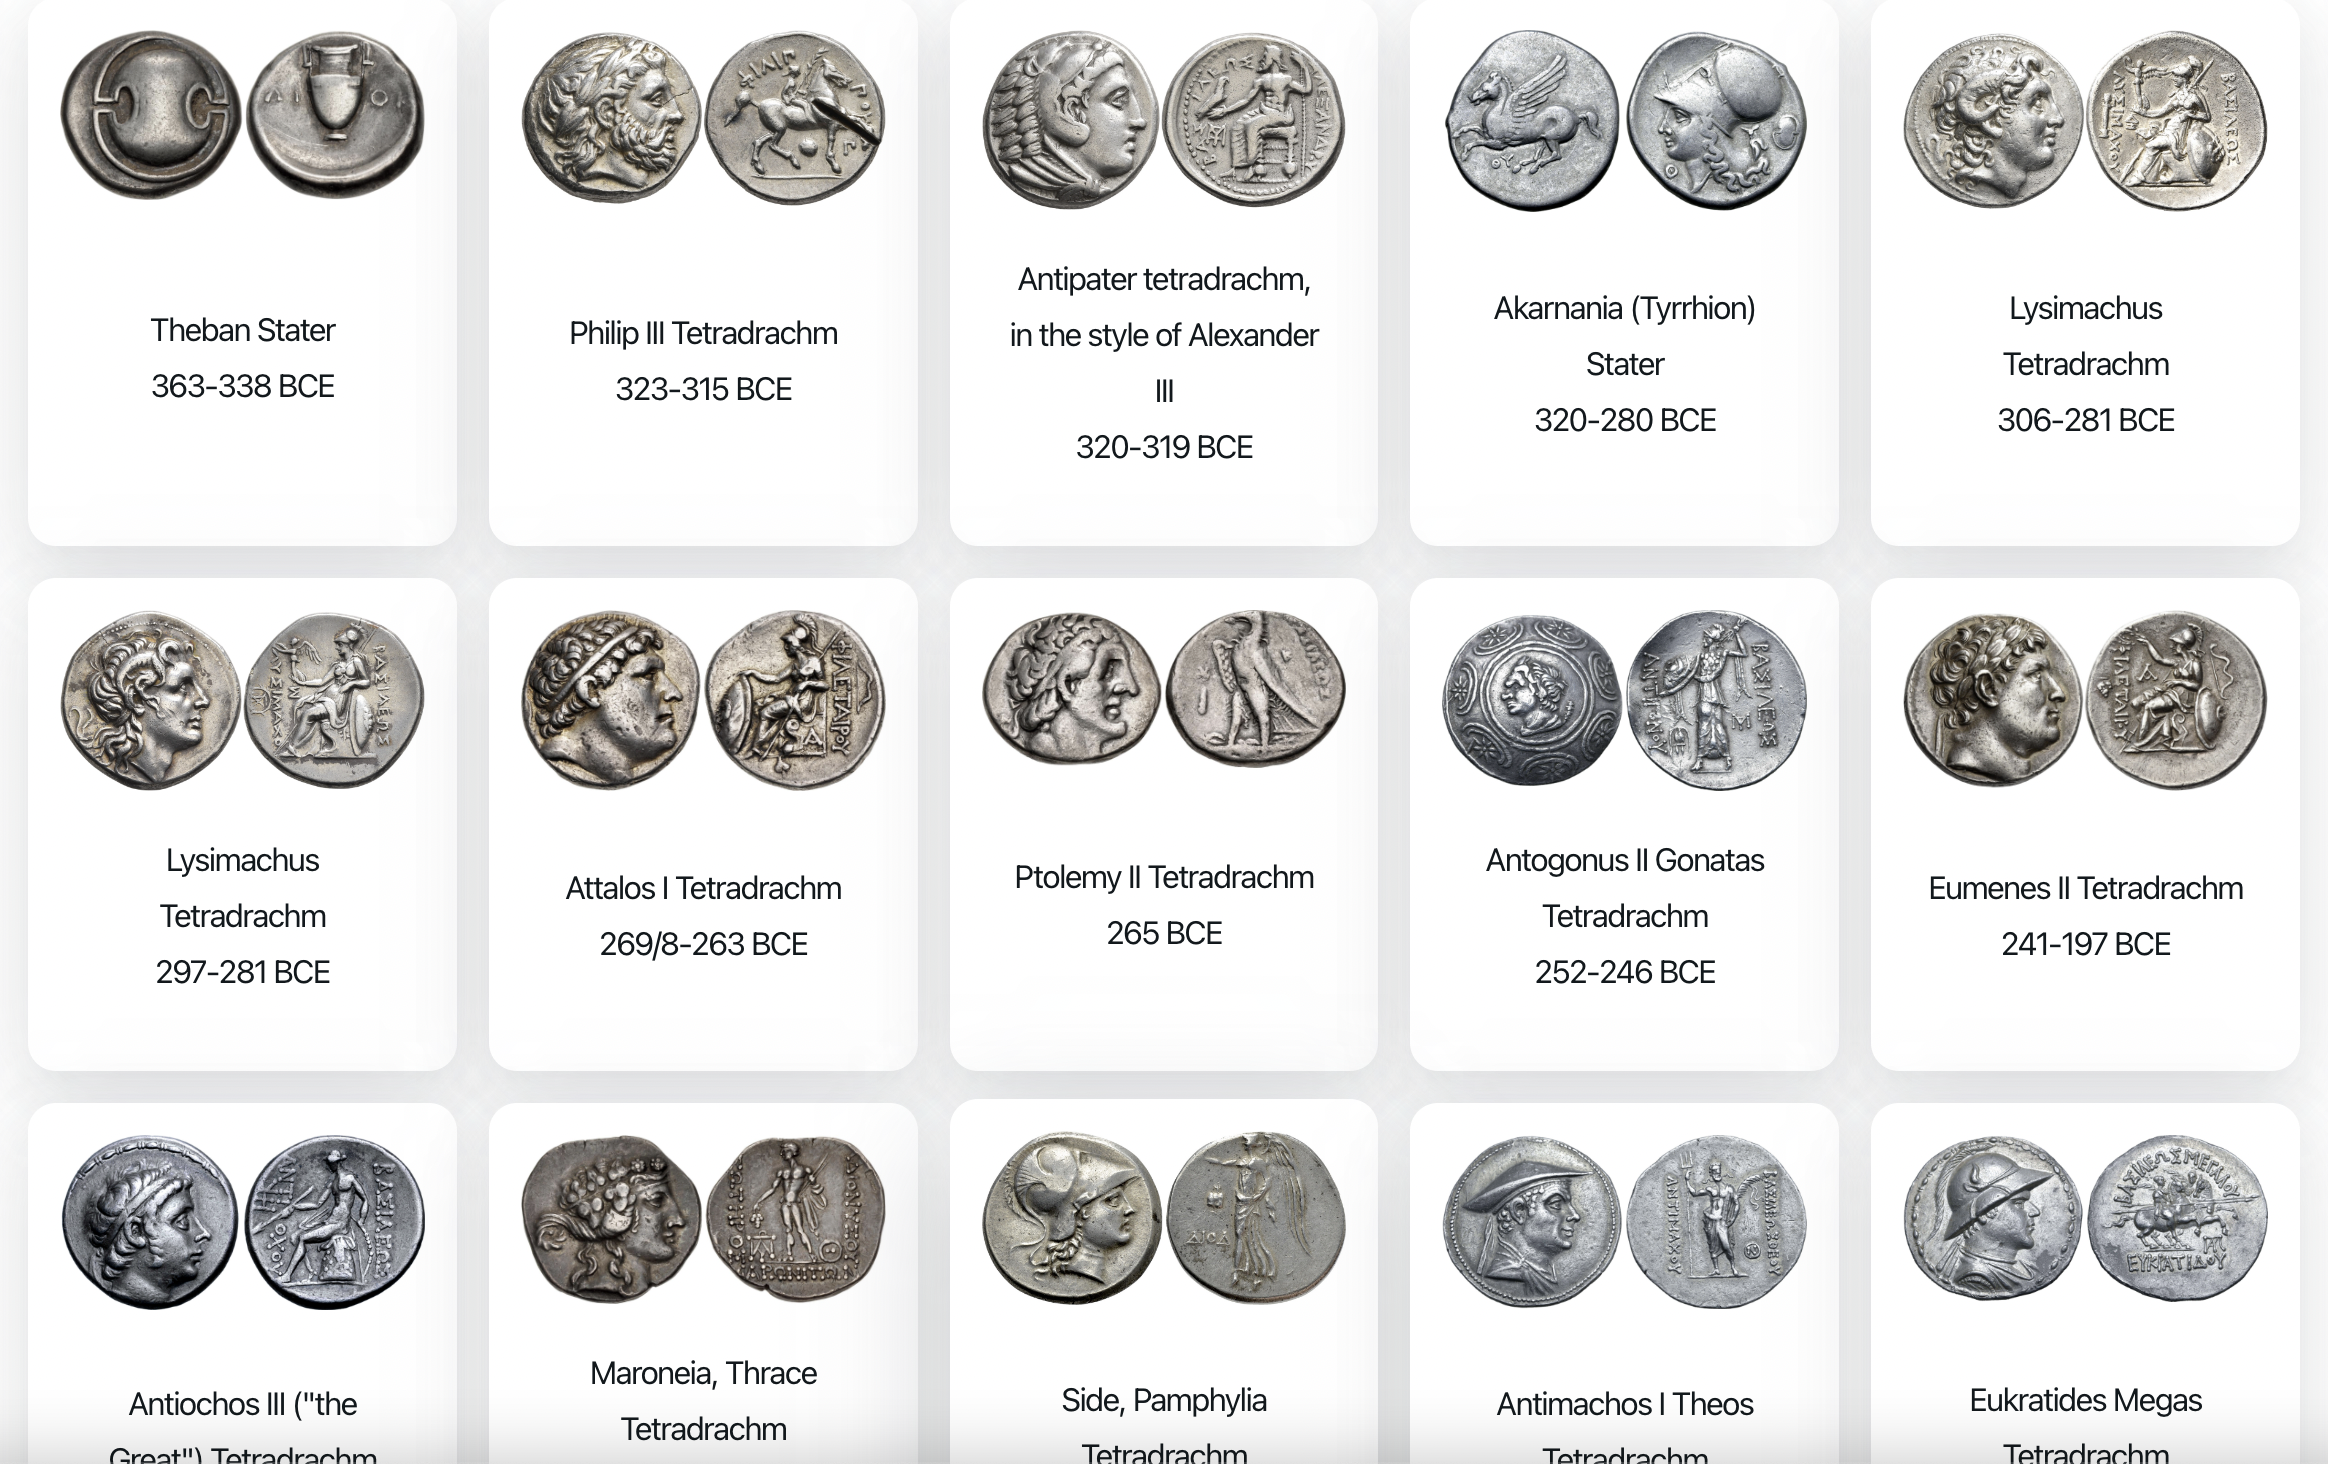 Theban Stater
363-338 BCE
Philip III Tetradrachm
323-315 BCE
Antipater tetradrachm,
in the style of Alexander
III
320-319 BCE
Akarnania (Tyrrhion)
Stater
320-280 BCE
Lysimachus
Tetradrachm
306-281 BCE
Lysimachus
Tetradrachm
297-281 BCE
Attalos I Tetradrachm
269/8-263 BCE
Ptolemy II Tetradrachm
265 BCE
Antogonus II Gonatas
Tetradrachm
252-246 BCE
Eumenes II Tetradrachm
241-197 BCE
Antiochos III ("the
Great") Tetradrachm
Maroneia, Thrace
Tetradrachm
Side, Pamphylia
Tetradrachm
Antimachos I Theos
Tetradrachm
Eukratides Megas
Tetradrachm